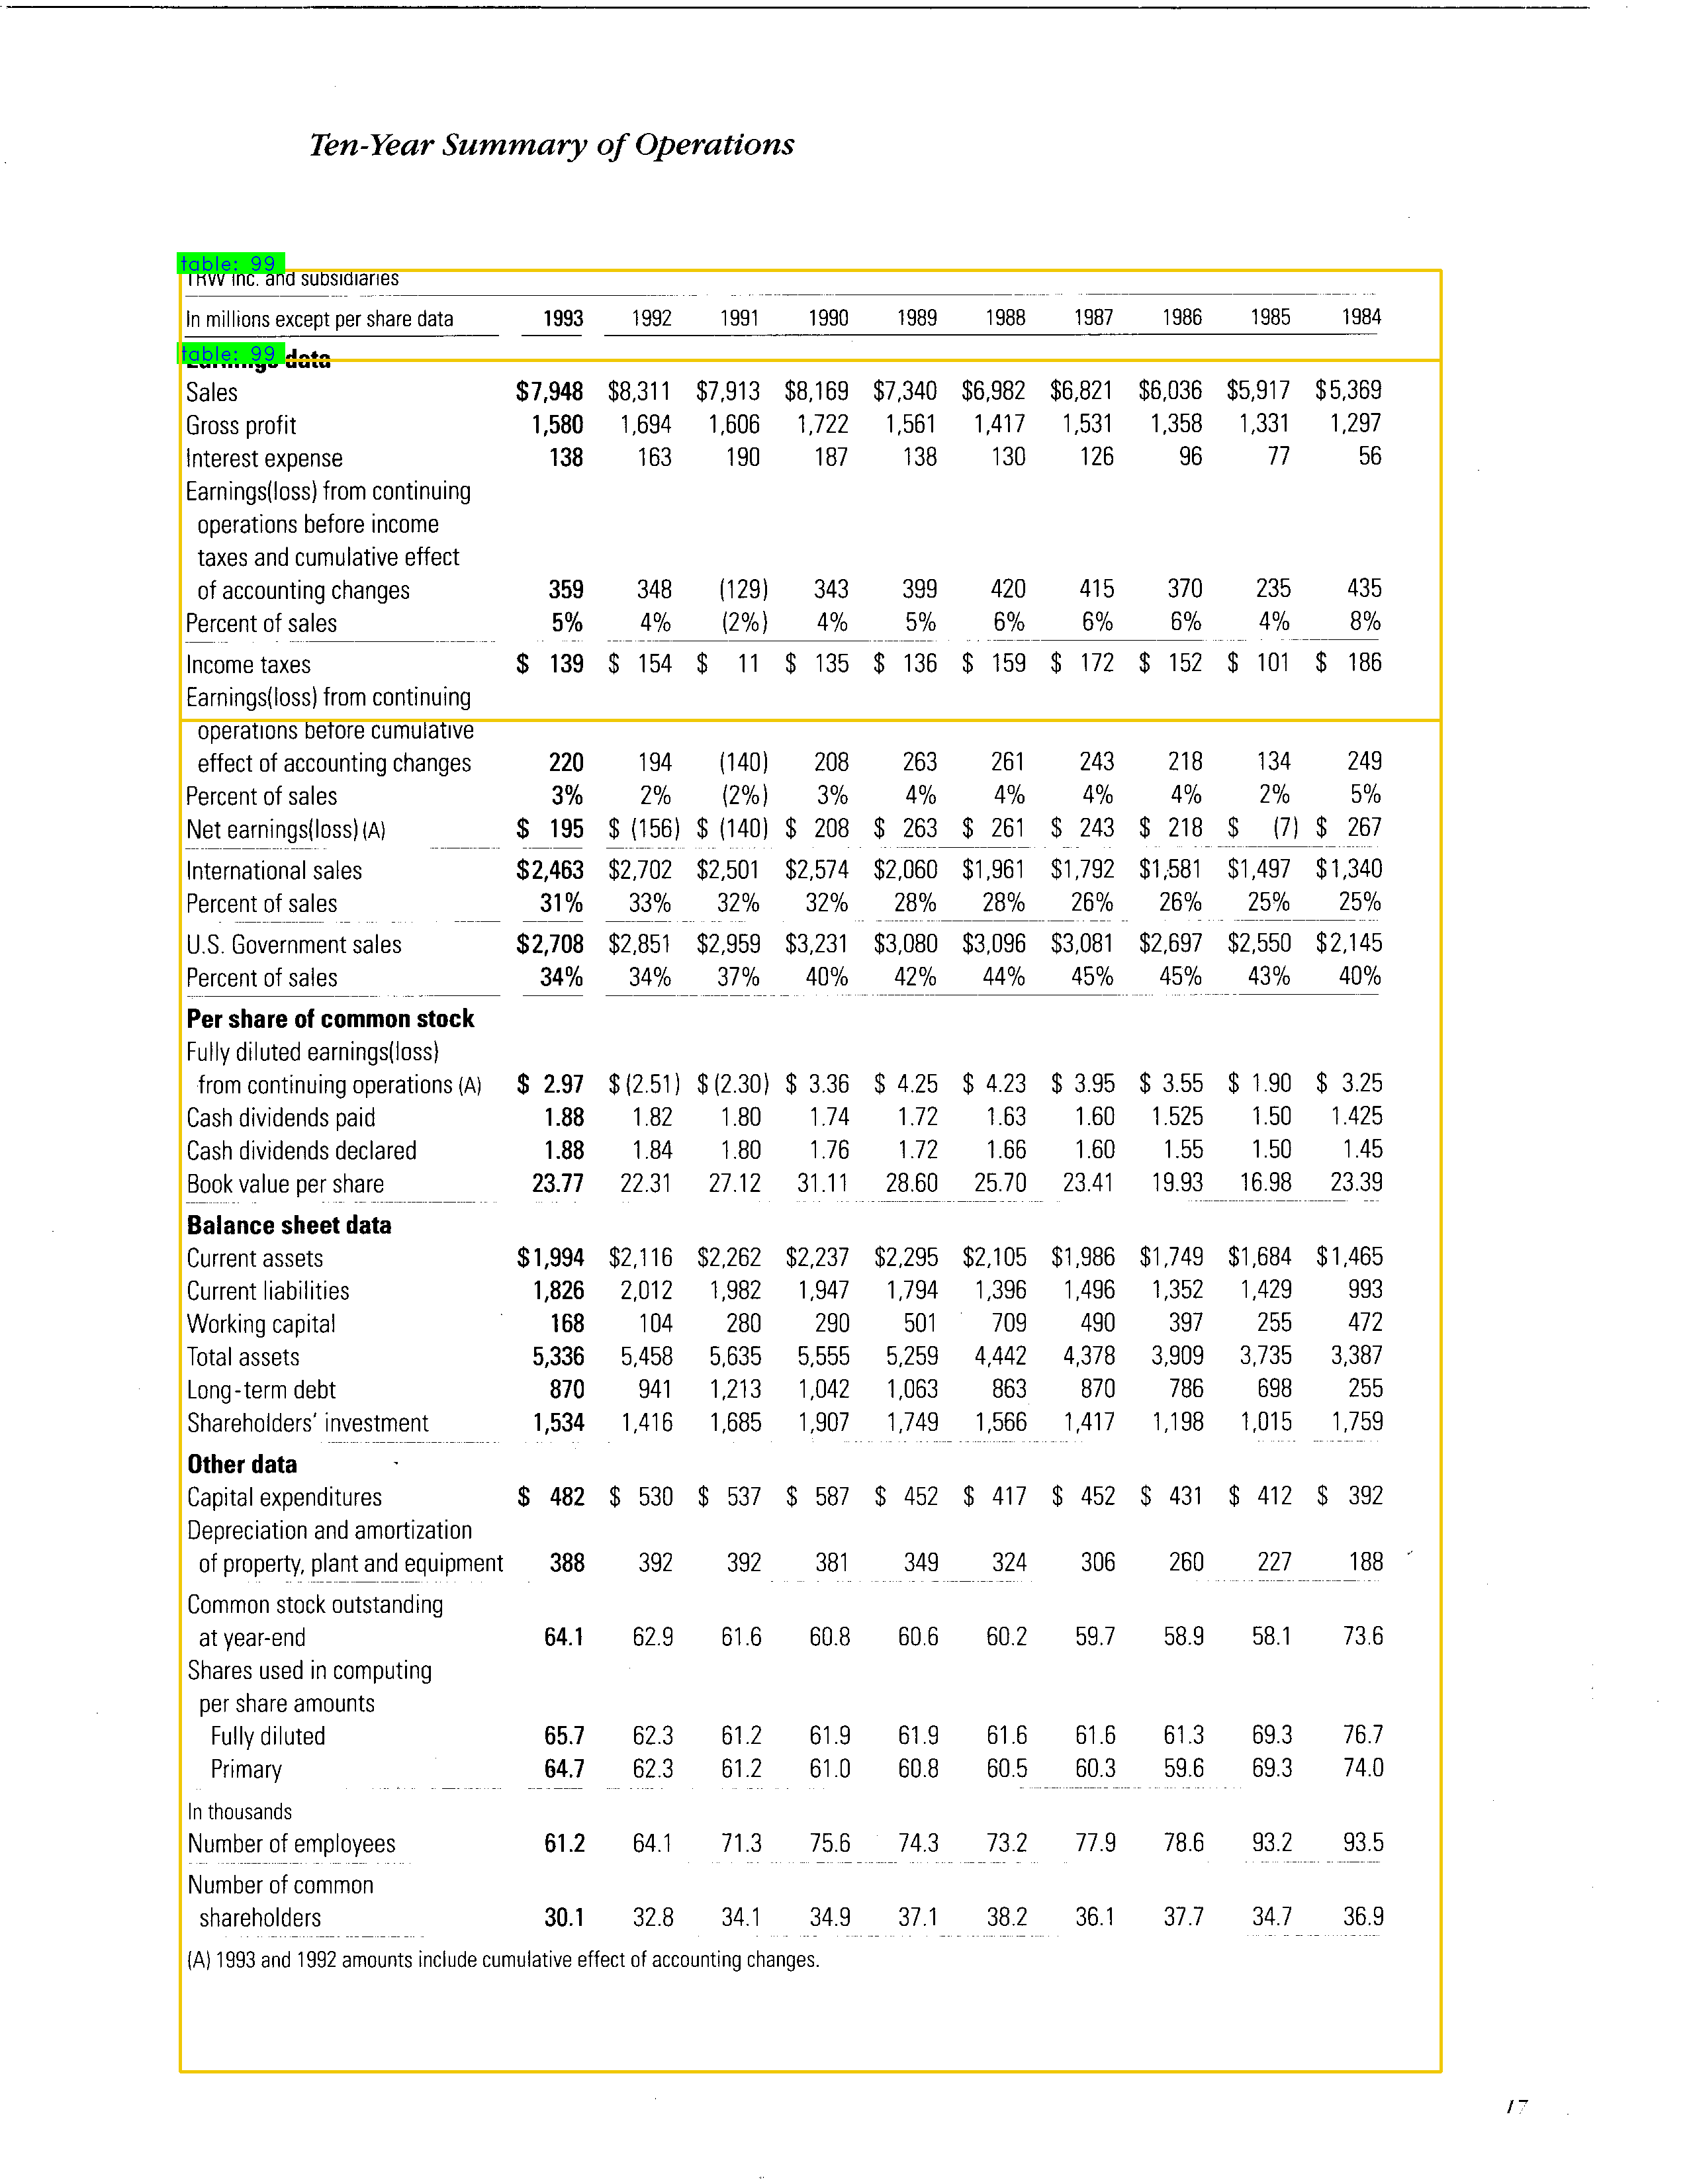 Ten-Year Summary of Operations
table: 99
TRW Inc. and subsidiaries
In millions except per share data 1993 1992 1991 1990 1989 1988 1987 1986 1985 1984
table: 99
Earnings data
Sales $7,948 $8,311 $7,913 $8,169 $7,340 $6,982 $6,821 $6,036 $5,917 $5,369
Gross profit 1,580 1,694 1,606 1,722 1,561 1,417 1,531 1,358 1,331 1,297
Interest expense 138 163 190 187 138 130 126 96 77 56
Earnings(loss) from continuing
operations before income
taxes and cumulative effect
of accounting changes 359 348 (129) 343 399 420 415 370 235 435
Percent of sales 5% 4% (2%) 4% 5% 6% 6% 6% 4% 8%
Income taxes $ 139 $ 154 $ 11 $ 135 $ 136 $ 159 $ 172 $ 152 $ 101 $ 186
Earnings(loss) from continuing
operations before cumulative
effect of accounting changes 220 194 (140) 208 263 261 243 218 134 249
Percent of sales 3% 2% (2%) 3% 4% 4% 4% 4% 2% 5%
Net earnings(loss) (A) $ 195 $ (156) $ (140) $ 208 $ 263 $ 261 $ 243 $ 218 $ (7) $ 267
International sales $2,463 $2,702 $2,501 $2,574 $2,060 $1,961 $1,792 $1,581 $1,497 $1,340
Percent of sales 31% 33% 32% 32% 28% 28% 26% 26% 25% 25%
U.S. Government sales $2,708 $2,851 $2,959 $3,231 $3,080 $3,096 $3,081 $2,697 $2,550 $2,145
Percent of sales 34% 34% 37% 40% 42% 44% 45% 45% 43% 40%
Per share of common stock
Fully diluted earnings(loss)
from continuing operations (A) $ 2.97 $ (2.51) $ (2.30) $ 3.36 $ 4.25 $ 4.23 $ 3.95 $ 3.55 $ 1.90 $ 3.25
Cash dividends paid 1.88 1.82 1.80 1.74 1.72 1.63 1.60 1.525 1.50 1.425
Cash dividends declared 1.88 1.84 1.80 1.76 1.72 1.66 1.60 1.55 1.50 1.45
Book value per share 23.77 22.31 27.12 31.11 28.60 25.70 23.41 19.93 16.98 23.39
Balance sheet data
Current assets $1,994 $2,116 $2,262 $2,237 $2,295 $2,105 $1,986 $1,749 $1,684 $1,465
Current liabilities 1,826 2,012 1,982 1,947 1,794 1,396 1,496 1,352 1,429 993
Working capital 168 104 280 290 501 709 490 397 255 472
Total assets 5,336 5,458 5,635 5,555 5,259 4,442 4,378 3,909 3,735 3,387
Long-term debt 870 941 1,213 1,042 1,063 863 870 786 698 255
Shareholders' investment 1,534 1,416 1,685 1,907 1,749 1,566 1,417 1,198 1,015 1,759
Other data
Capital expenditures $ 482 $ 530 $ 537 $ 587 $ 452 $ 417 $ 452 $ 431 $ 412 $ 392
Depreciation and amortization
of property, plant and equipment 388 392 392 381 349 324 306 260 227 188
Common stock outstanding
at year-end 64.1 62.9 61.6 60.8 60.6 60.2 59.7 58.9 58.1 73.6
Shares used in computing
per share amounts
Fully diluted 65.7 62.3 61.2 61.9 61.9 61.6 61.6 61.3 69.3 76.7
Primary 64.7 62.3 61.2 61.0 60.8 60.5 60.3 59.6 69.3 74.0
In thousands
Number of employees 61.2 64.1 71.3 75.6 74.3 73.2 77.9 78.6 93.2 93.5
Number of common
shareholders 30.1 32.8 34.1 34.9 37.1 38.2 36.1 37.7 34.7 36.9
(A) 1993 and 1992 amounts include cumulative effect of accounting changes.
17